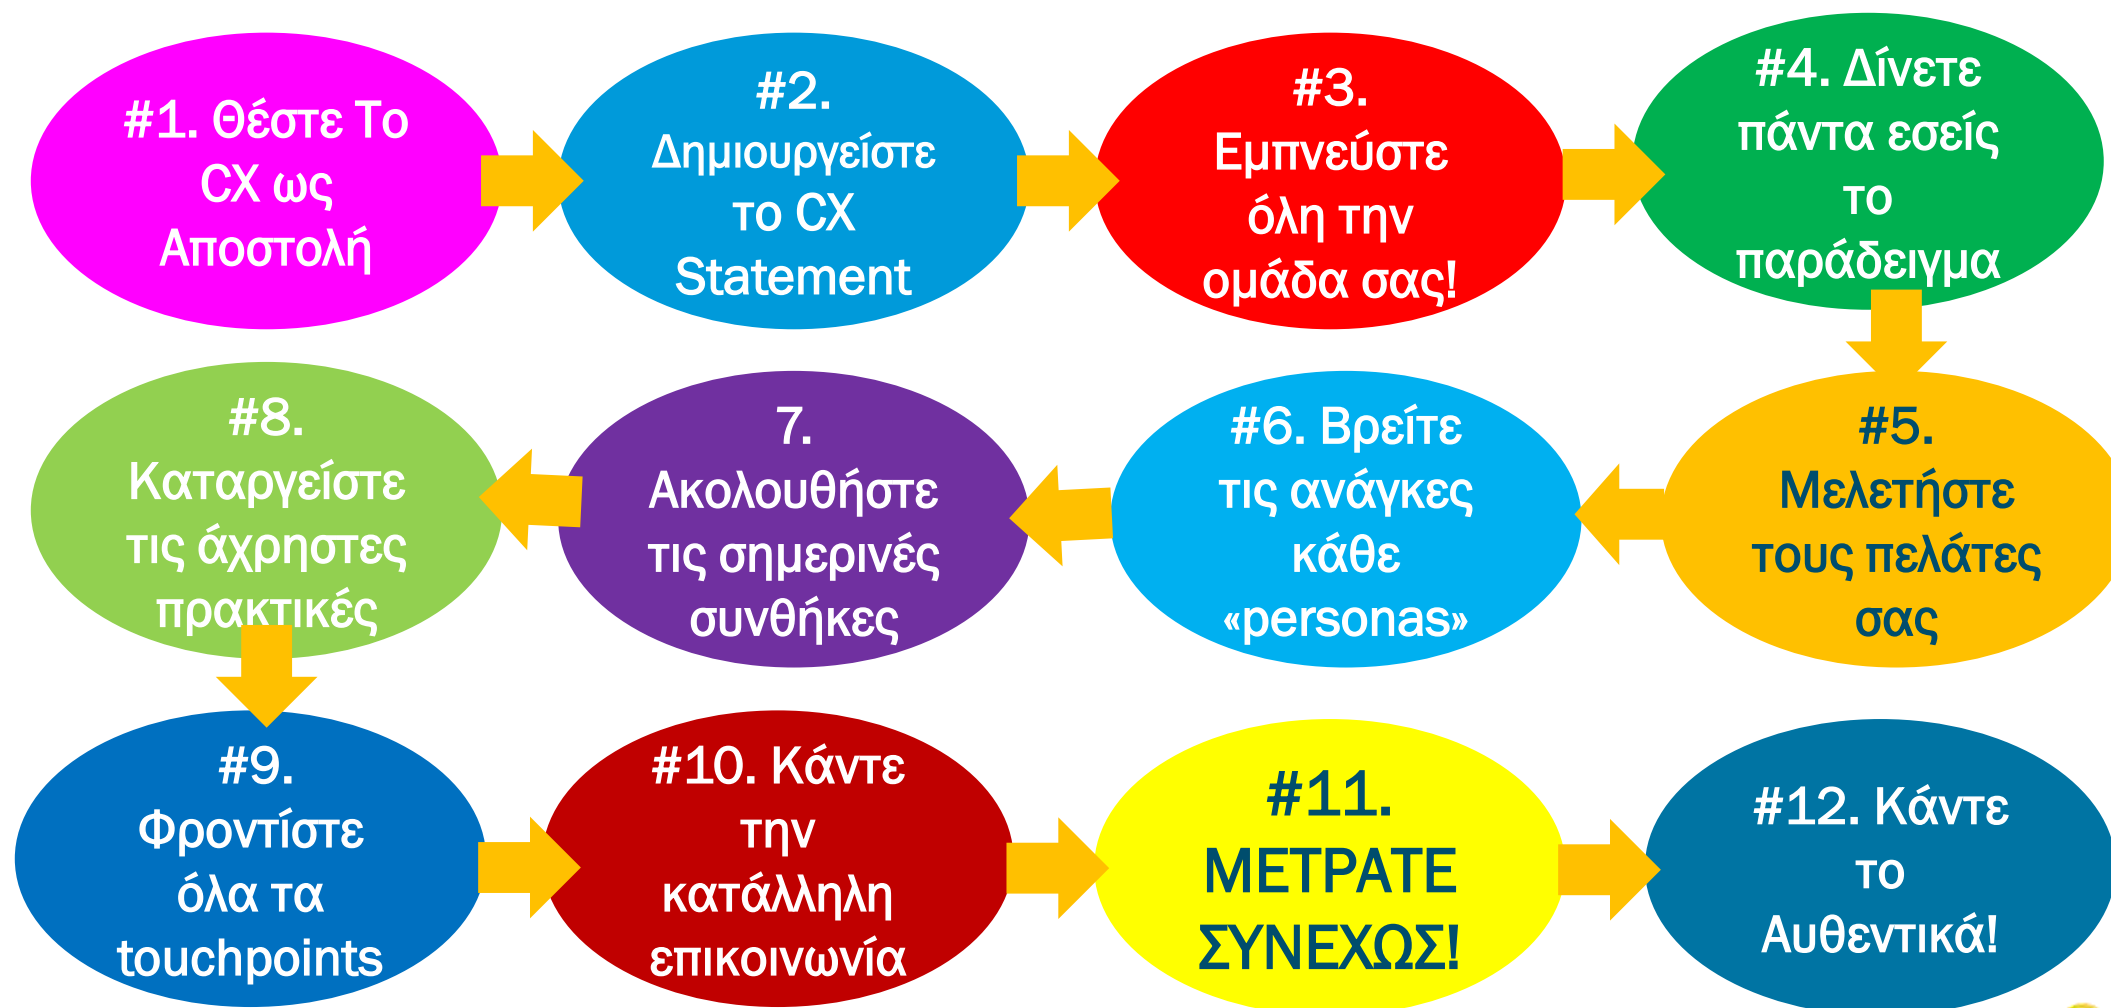 #1. Θέστε Το
CX ως
Αποστολή
#2.
Δημιουργείστε
το CX
Statement
#3.
Εμπνεύστε
όλη την
ομάδα σας!
#4. Δίνετε
πάντα εσείς
το
παράδειγμα
#5.
Μελετήστε
τους πελάτες
σας
#6. Βρείτε
τις ανάγκες
κάθε
«personas»
7.
Ακολουθήστε
τις σημερινές
συνθήκες
#8.
Καταργείστε
τις άχρηστες
πρακτικές
#9.
Φροντίστε
όλα τα
touchpoints
#10. Κάντε
την
κατάλληλη
επικοινωνία
#11.
ΜΕΤΡΑΤΕ
ΣΥΝΕΧΩΣ!
#12. Κάντε
το
Αυθεντικά!